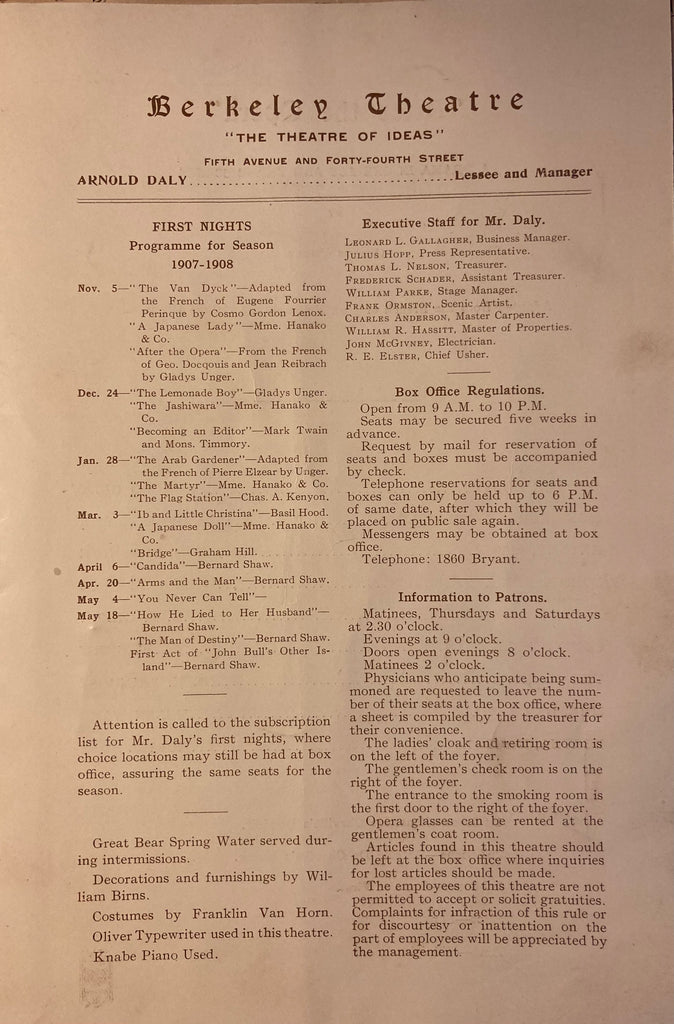 Berkeley Theatre
"THE THEATRE OF IDEAS"
FIFTH AVENUE AND FORTY-FOURTH STREET
ARNOLD DALY........................................Lessee and Manager
FIRST NIGHTS
Programme for Season
1907-1908
Nov. 5—"The Van Dyck"—Adapted from
the French of Eugene Fourrier
Perinque by Cosmo Gordon Lenox.
"A Japanese Lady"—Mme. Hanako
& Co.
"After the Opera"—From the French
of Geo. Docqouis and Jean Reibrach
by Gladys Unger.
Dec. 24—"The Lemonade Boy"—Gladys Unger.
"The Jashiwara"—Mme. Hanako &
Co.
"Becoming an Editor"—Mark Twain
and Mons. Timmory.
Jan. 28—"The Arab Gardener"—Adapted from
the French of Pierre Elzear by Unger.
"The Martyr"—Mme. Hanako & Co.
"The Flag Station"—Chas. A. Kenyon.
Mar. 3—"Ib and Little Christina"—Basil Hood.
"A Japanese Doll"—Mme. Hanako &
Co.
"Bridge"—Graham Hill.
April 6—"Candida"—Bernard Shaw.
Apr. 20—"Arms and the Man"—Bernard Shaw.
May 4—"You Never Can Tell"—
May 18—"How He Lied to Her Husband"—
Bernard Shaw.
"The Man of Destiny"—Bernard Shaw.
First Act of "John Bull's Other Is-
land"—Bernard Shaw.
Attention is called to the subscription
list for Mr. Daly's first nights, where
choice locations may still be had at box
office, assuring the same seats for the
season.
Great Bear Spring Water served dur-
ing intermissions.
Decorations and furnishings by Wil-
liam Birns.
Costumes by Franklin Van Horn.
Oliver Typewriter used in this theatre.
Knabe Piano Used.
Executive Staff for Mr. Daly.
LEONARD L. GALLAGHER, Business Manager.
JULIUS HOPP, Press Representative.
THOMAS L. NELSON, Treasurer.
FREDERICK SCHADER, Assistant Treasurer.
WILLIAM PARKE, Stage Manager.
FRANK ORMSTON, Scenic Artist.
CHARLES ANDERSON, Master Carpenter.
WILLIAM R. HASSITT, Master of Properties.
JOHN MCGIVNEY, Electrician.
R. E. ELSTER, Chief Usher.
Box Office Regulations.
Open from 9 A.M. to 10 P.M.
Seats may be secured five weeks in
advance.
Request by mail for reservation of
seats and boxes must be accompanied
by check.
Telephone reservations for seats and
boxes can only be held up to 6 P.M.
of same date, after which they will be
placed on public sale again.
Messengers may be obtained at box
office.
Telephone: 1860 Bryant.
Information to Patrons.
Matinees, Thursdays and Saturdays
at 2.30 o'clock.
Evenings at 9 o'clock.
Doors open evenings 8 o'clock.
Matinees 2 o'clock.
Physicians who anticipate being sum-
moned are requested to leave the num-
ber of their seats at the box office, where
a sheet is compiled by the treasurer for
their convenience.
The ladies' cloak and retiring room is
on the left of the foyer.
The gentlemen's check room is on the
right of the foyer.
The entrance to the smoking room is
the first door to the right of the foyer.
Opera glasses can be rented at the
gentlemen's coat room.
Articles found in this theatre should
be left at the box office where inquiries
for lost articles should be made.
The employees of this theatre are not
permitted to accept or solicit gratuities.
Complaints for infraction of this rule or
for discourtesy or inattention on the
part of employees will be appreciated by
the management.